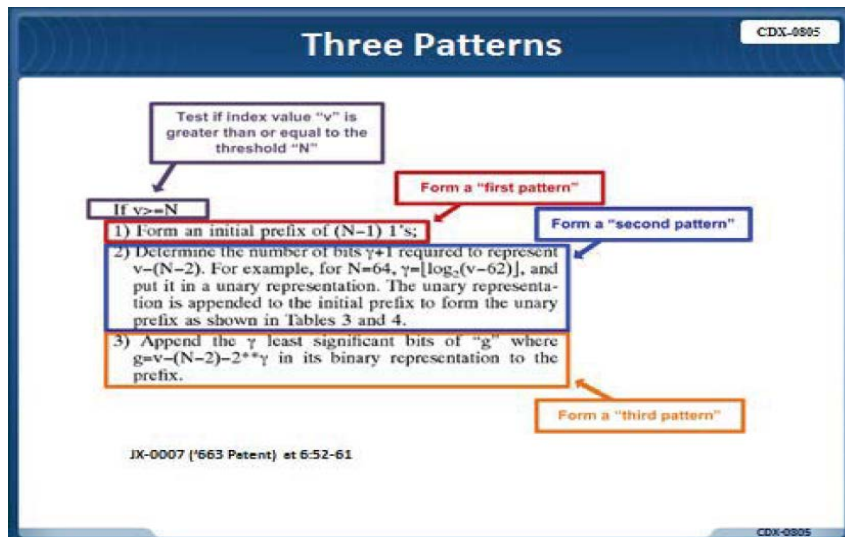 Three Patterns
CDX-0805
Test if index value "v" is
greater than or equal to the
threshold "N"
Form a "first pattern"
If v>=N
1) Form an initial prefix of (N−1) 1's;
Form a "second pattern"
2) Determine the number of bits γ+1 required to represent
v−(N−2). For example, for N=64, γ=⌊log₂(v−62)⌋, and
put it in a unary representation. The unary representa-
tion is appended to the initial prefix to form the unary
prefix as shown in Tables 3 and 4.
3) Append the γ least significant bits of "g" where
g=v−(N−2)−2**γ in its binary representation to the
prefix.
Form a "third pattern"
JX-0007 ('663 Patent) at 6:52-61
CDX-0805